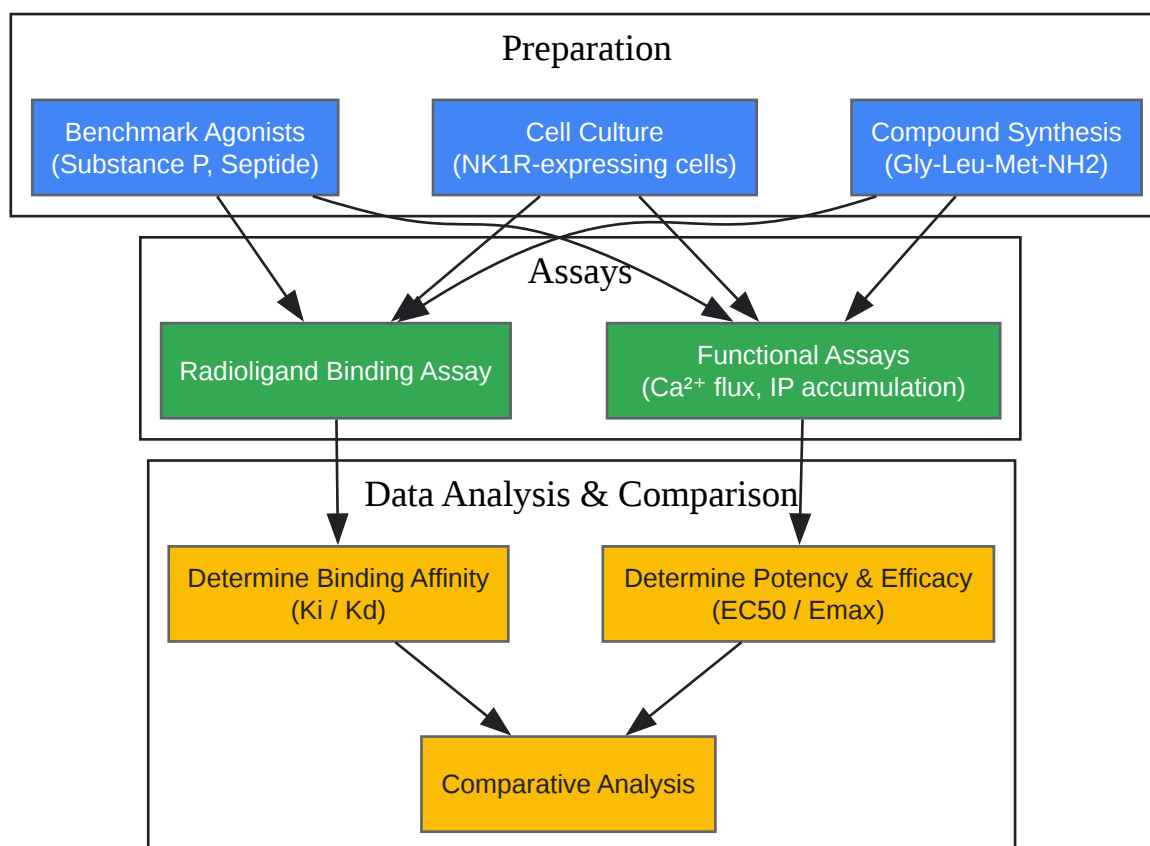 Preparation
Benchmark Agonists
(Substance P, Septide)
Cell Culture
(NK1R-expressing cells)
Compound Synthesis
(Gly-Leu-Met-NH2)
Assays
Radioligand Binding Assay
Functional Assays
(Ca²⁺ flux, IP accumulation)
Data Analysis & Comparison
Determine Binding Affinity
(Ki / Kd)
Determine Potency & Efficacy
(EC50 / Emax)
Comparative Analysis